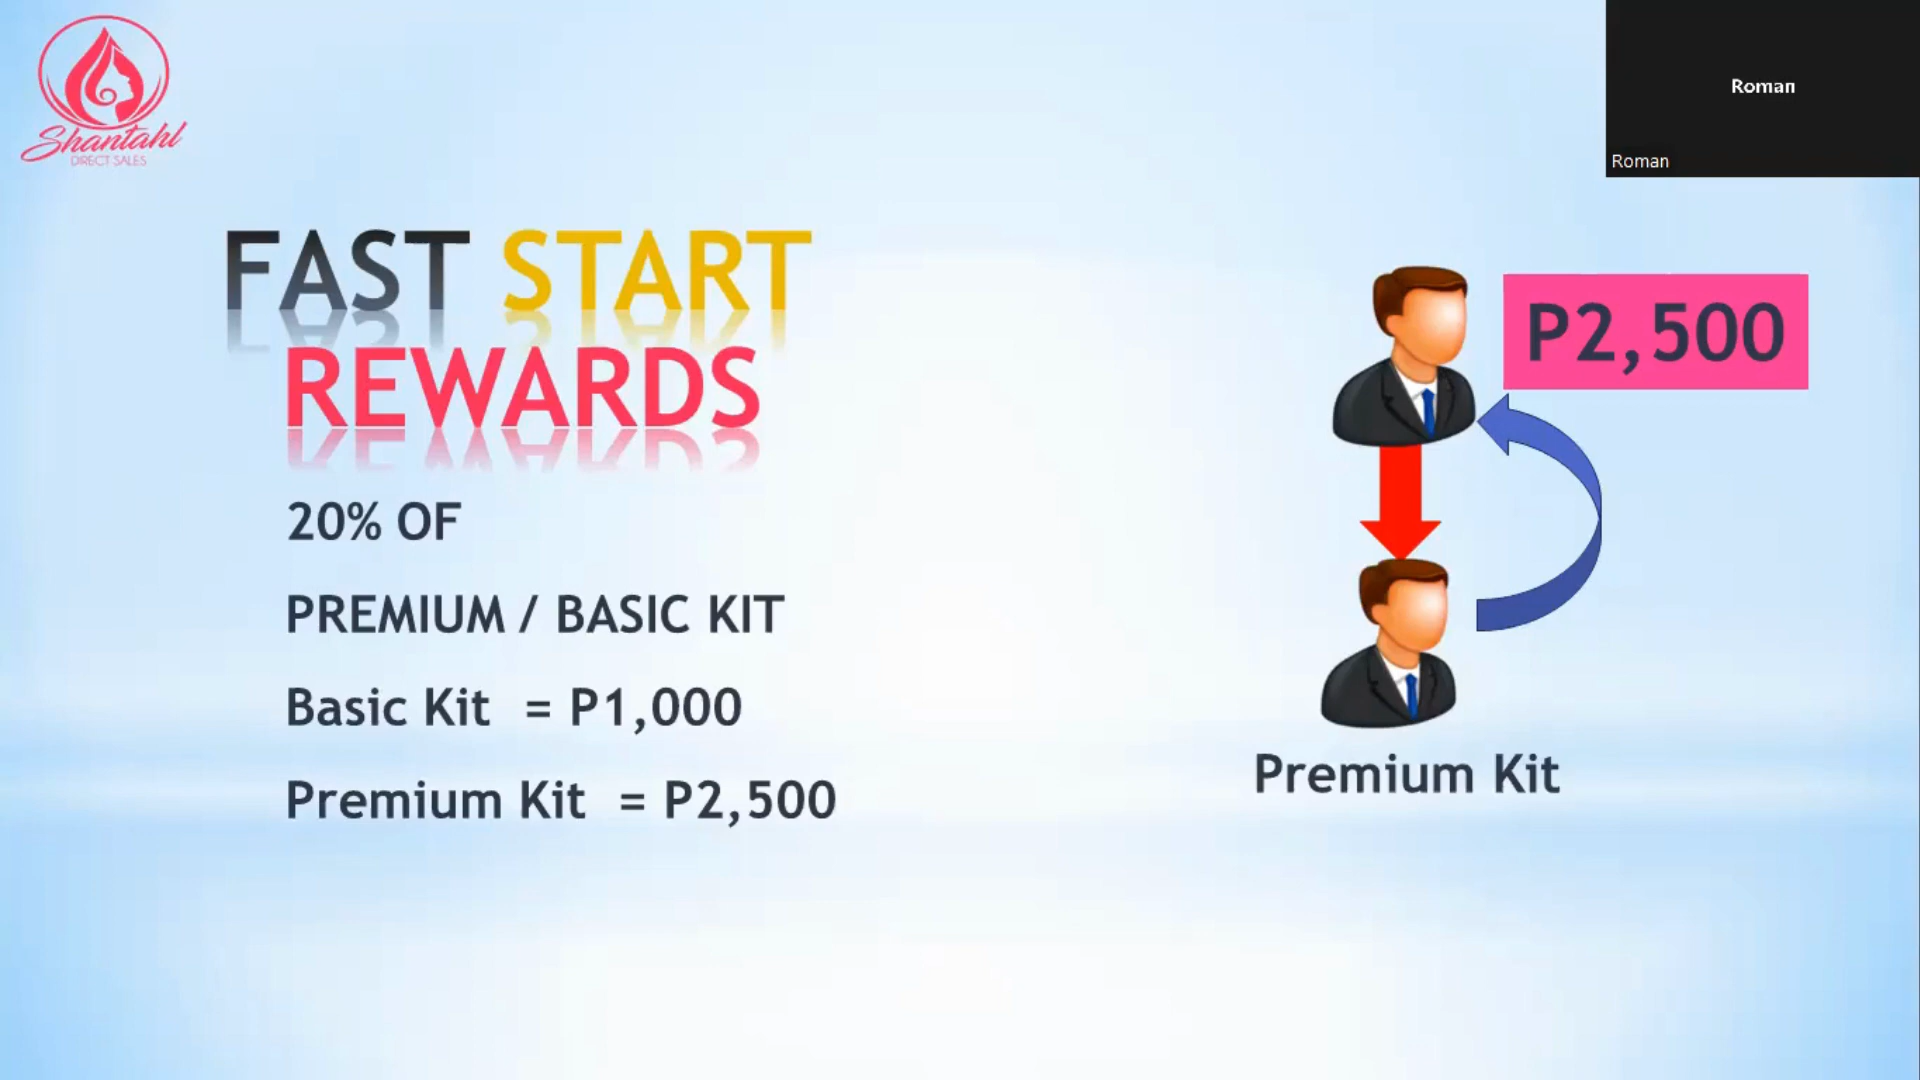 Shantahl
DIRECT SALES
Roman
Roman
FAST START
REWARDS
20% OF
PREMIUM / BASIC KIT
Basic Kit = P1,000
Premium Kit = P2,500
P2,500
Premium Kit